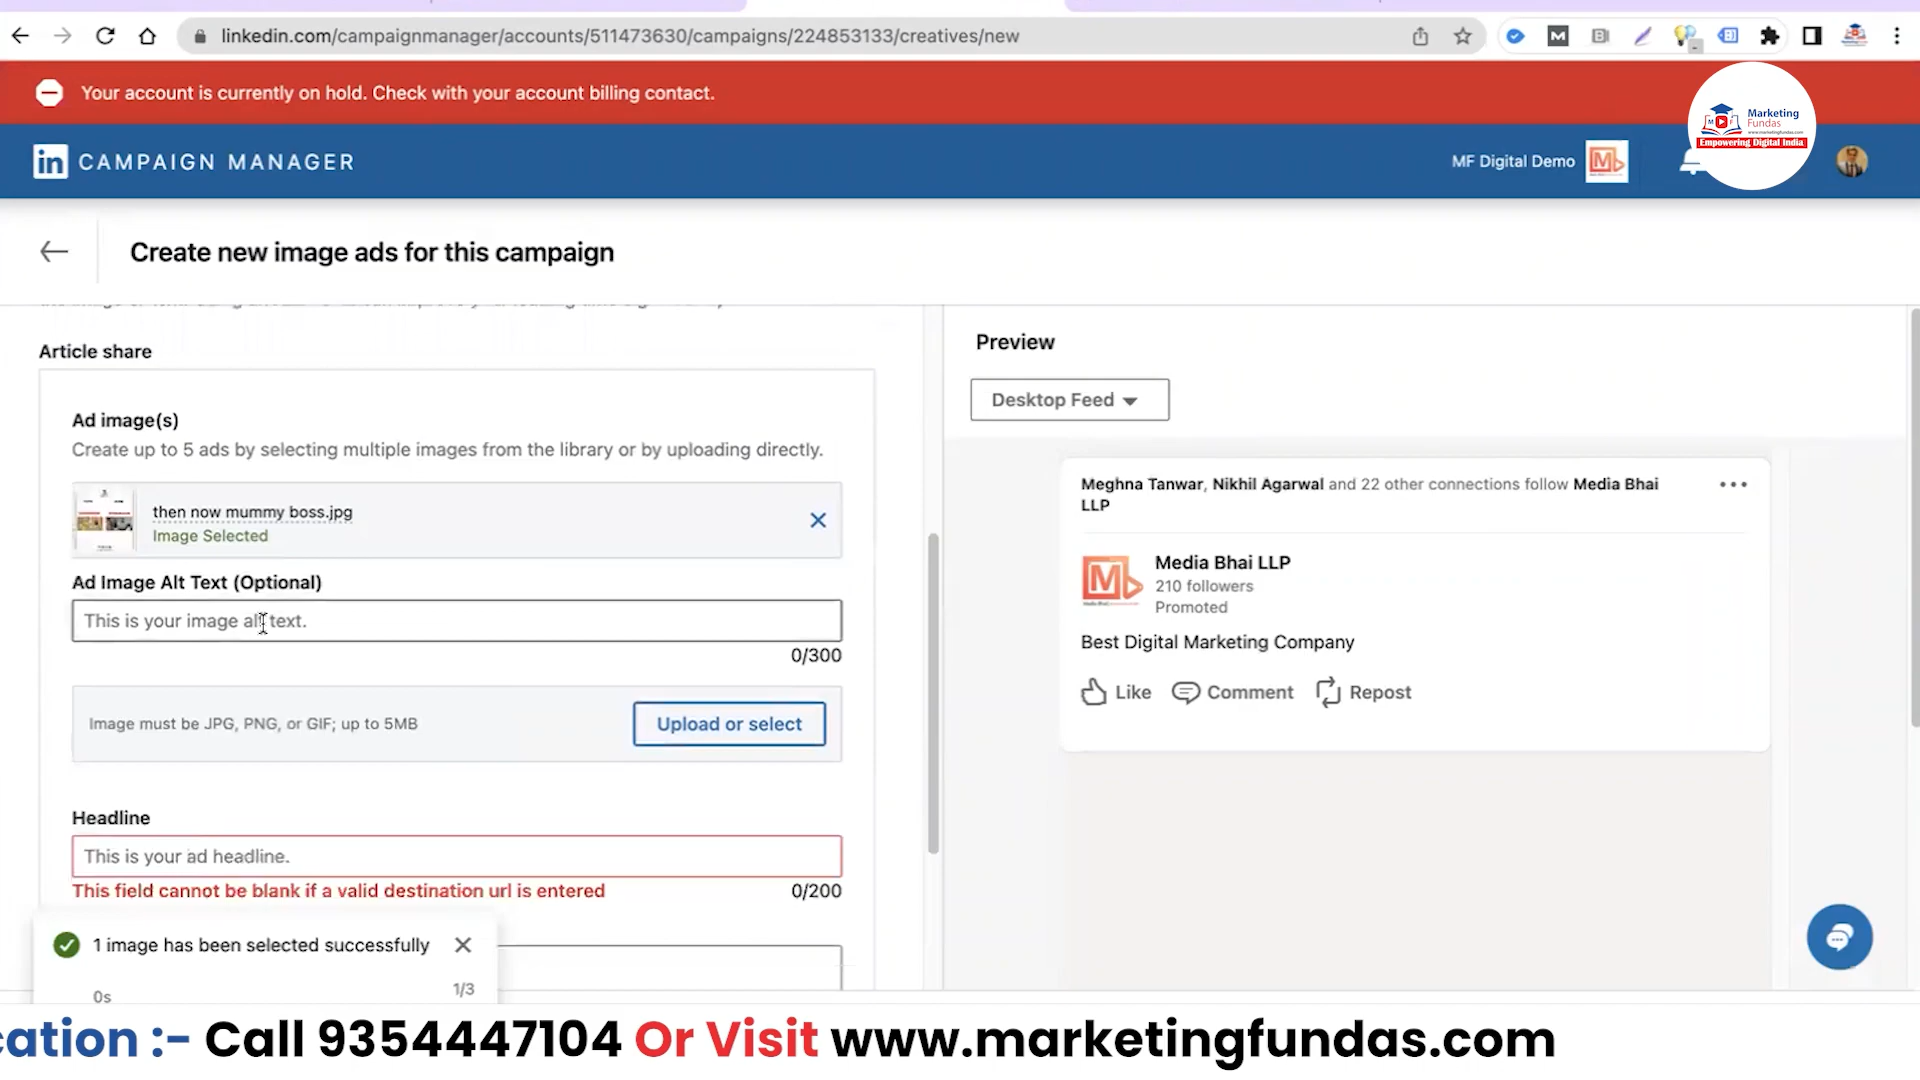 linkedin.com/campaignmanager/accounts/511473630/campaigns/224853133/creatives/new
Your account is currently on hold. Check with your account billing contact.
Marketing
Fundas
www.marketingfundas.com
Empowering Digital India
in CAMPAIGN MANAGER
MF Digital Demo
Create new image ads for this campaign
Article share
Ad image(s)
Create up to 5 ads by selecting multiple images from the library or by uploading directly.
then now mummy boss.jpg
Image Selected
Ad Image Alt Text (Optional)
This is your image alt text.
0/300
Image must be JPG, PNG, or GIF; up to 5MB
Upload or select
Headline
This is your ad headline.
This field cannot be blank if a valid destination url is entered
0/200
1 image has been selected successfully
0s
1/3
Preview
Desktop Feed
Meghna Tanwar, Nikhil Agarwal and 22 other connections follow Media Bhai
LLP
Media Bhai LLP
210 followers
Promoted
Best Digital Marketing Company
Like
Comment
Repost
cation :- Call 9354447104 Or Visit www.marketingfundas.com